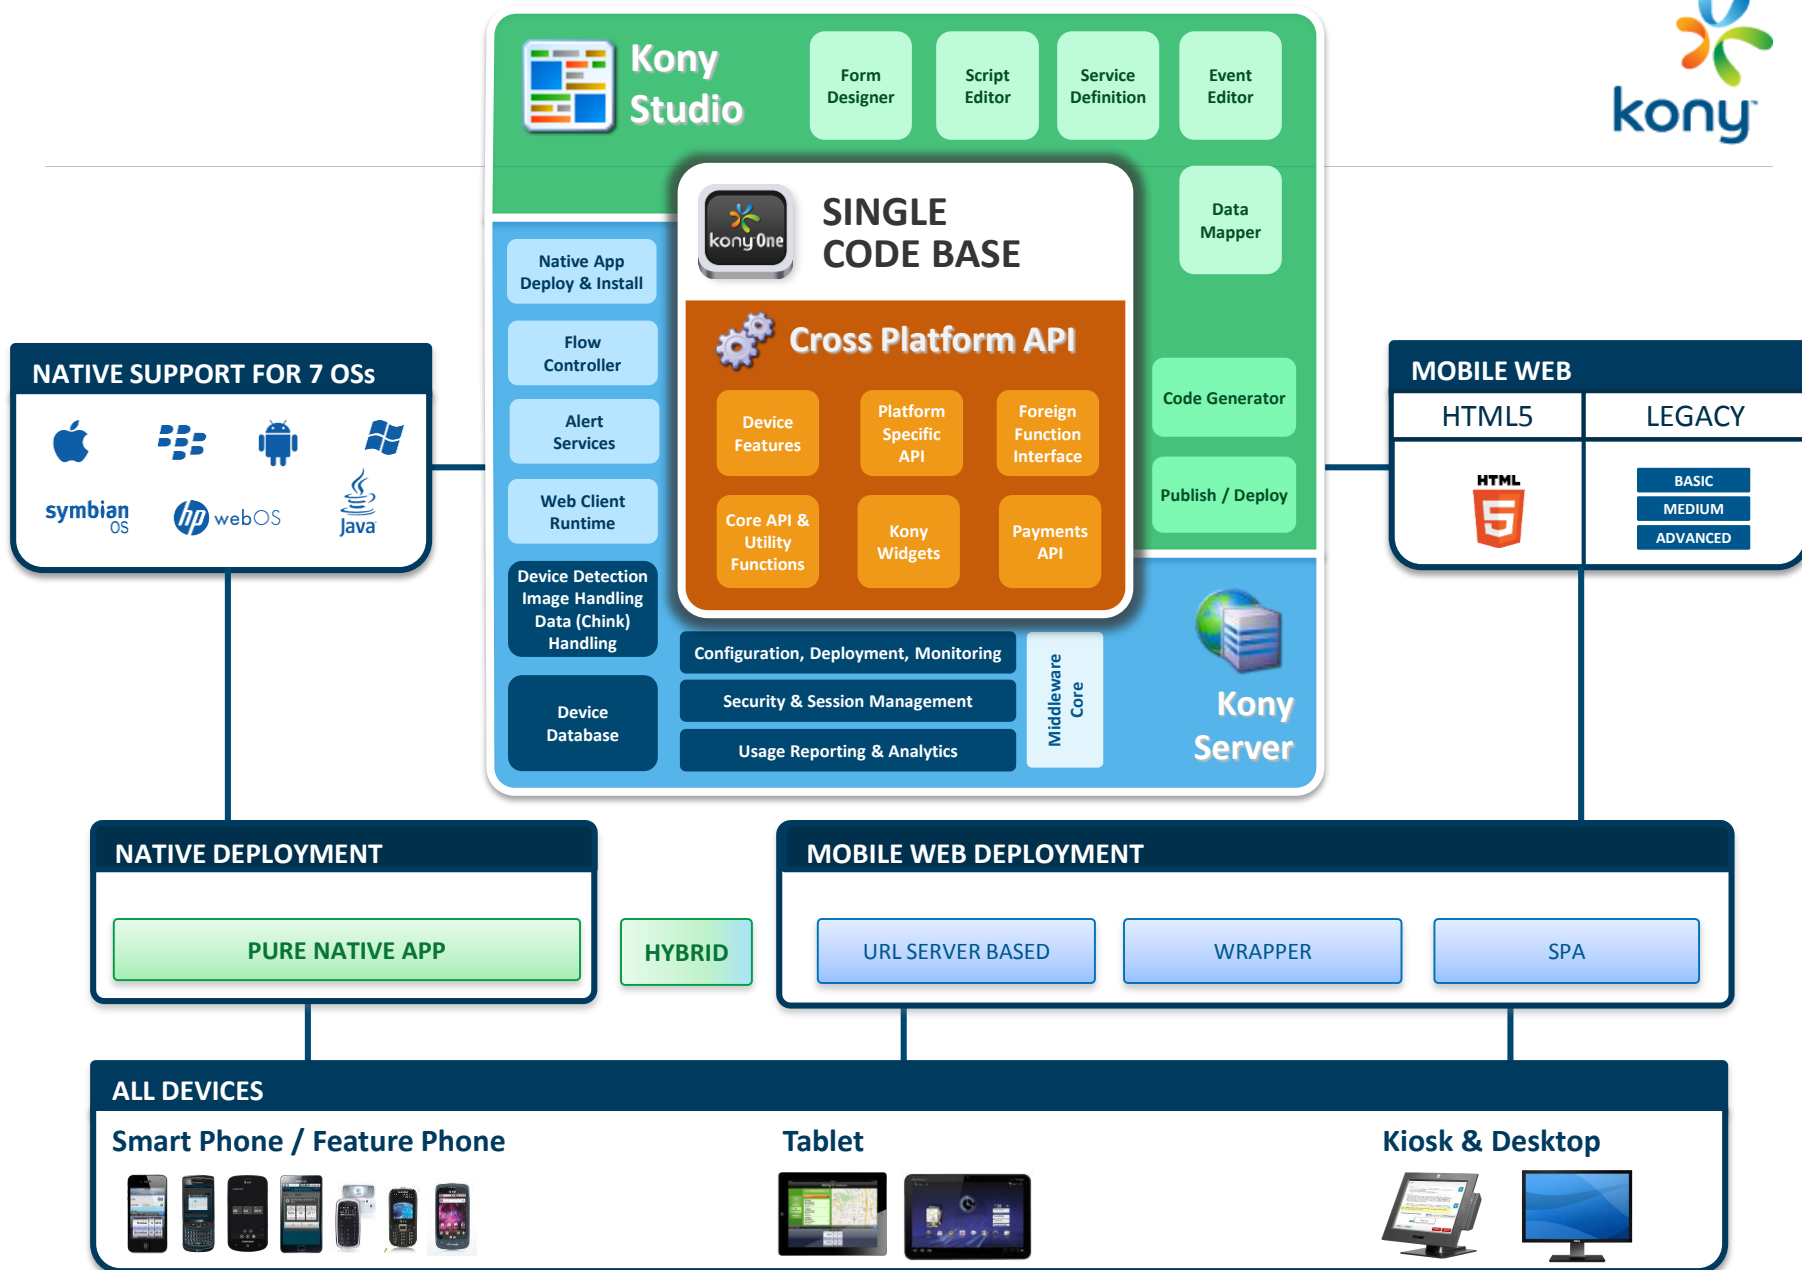 Kony
Studio
Form
Designer
Script
Editor
Service
Definition
Event
Editor
kony
Data
Mapper
kony One
SINGLE
CODE BASE
Native App
Deploy & Install
Flow
Controller
Alert
Services
Web Client
Runtime
Device Detection
Image Handling
Data (Chink)
Handling
Device
Database
Cross Platform API
Device
Features
Platform
Specific
API
Foreign
Function
Interface
Core API &
Utility
Functions
Kony
Widgets
Payments
API
Code Generator
Publish / Deploy
Configuration, Deployment, Monitoring
Security & Session Management
Usage Reporting & Analytics
Middleware
Core
Kony
Server
NATIVE SUPPORT FOR 7 OSs
symbian
OS
hp webOS
Java
MOBILE WEB
HTML5
LEGACY
HTML
5
BASIC
MEDIUM
ADVANCED
NATIVE DEPLOYMENT
PURE NATIVE APP
HYBRID
MOBILE WEB DEPLOYMENT
URL SERVER BASED
WRAPPER
SPA
ALL DEVICES
Smart Phone / Feature Phone
Tablet
Kiosk & Desktop